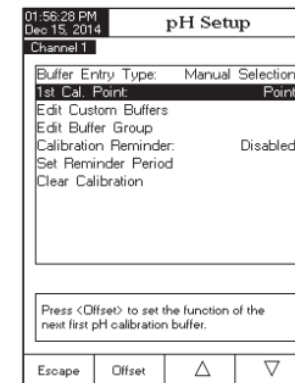 01:56:28 PM
Dec 15, 2014
pH Setup
Channel 1
Buffer Entry Type: Manual Selection
1st Cal. Point: Point
Edit Custom Buffers
Edit Buffer Group
Calibration Reminder: Disabled
Set Reminder Period
Clear Calibration
Press <Offset> to set the function of the
next first pH calibration buffer.
Escape Offset △ ▽